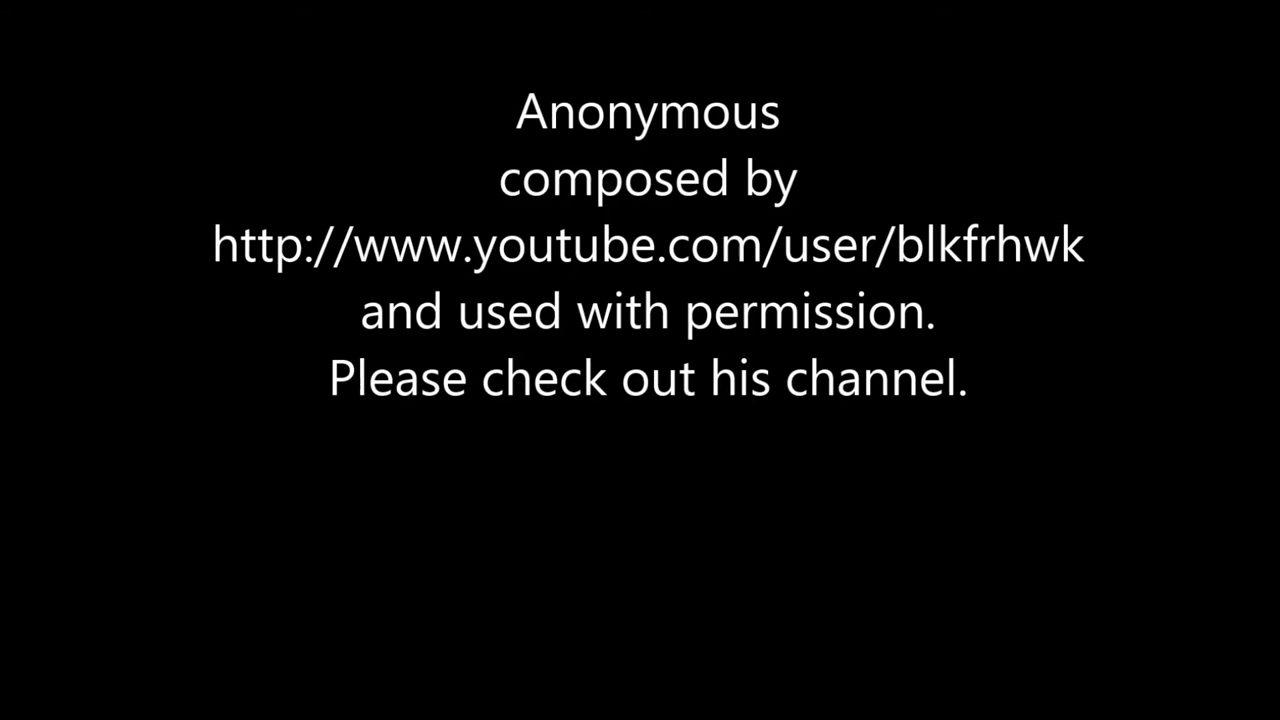 Anonymous
composed by
http://www.youtube.com/user/blkfrhwk
and used with permission.
Please check out his channel.